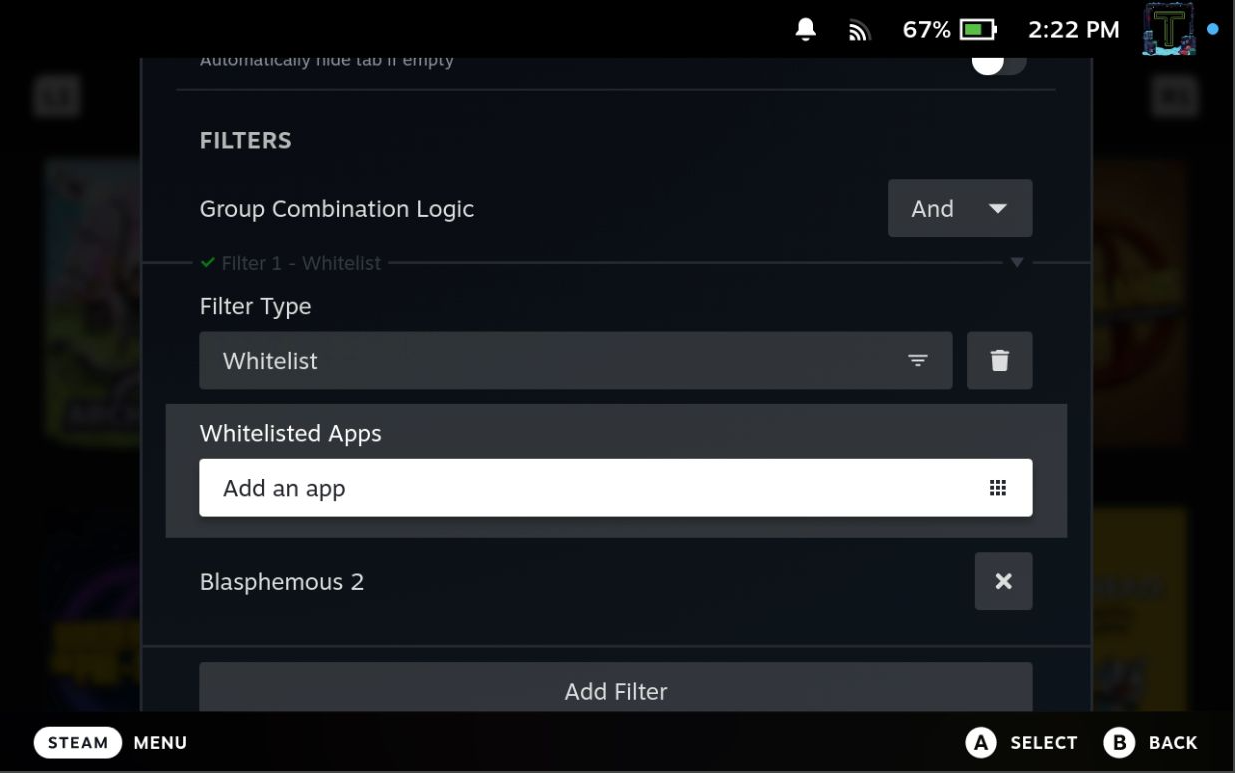 67% 2:22 PM
Automatically hide tab if empty
FILTERS
Group Combination Logic And
Filter 1 - Whitelist
Filter Type
Whitelist
Whitelisted Apps
Add an app
Blasphemous 2
Add Filter
STEAM MENU A SELECT B BACK